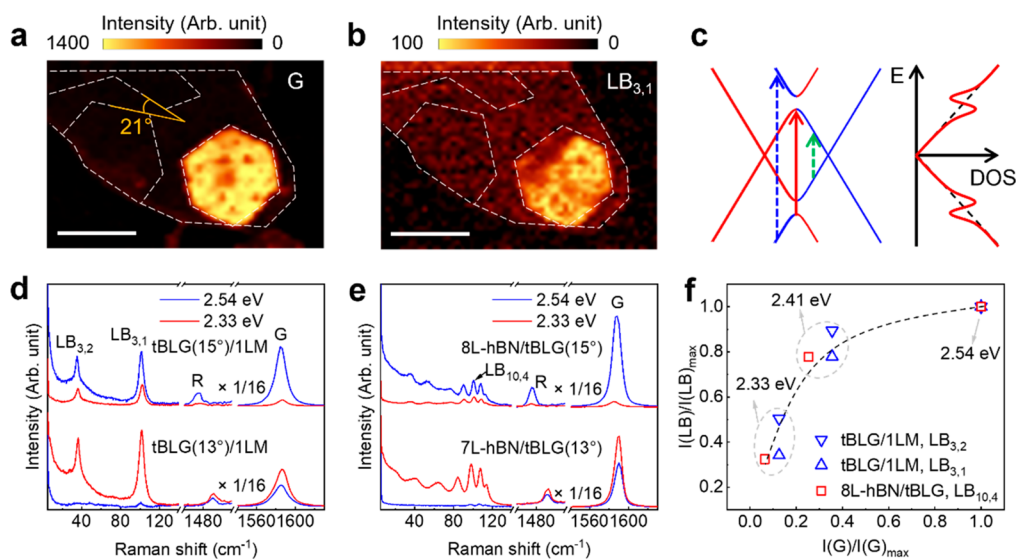 Intensity (Arb. unit)
a 1400 0
G
21°
Intensity (Arb. unit)
b 100 0
LB3,1
c
E
DOS
d
2.54 eV
2.33 eV
G
LB3,2
LB3,1
tBLG(15°)/1LM
R
× 1/16
tBLG(13°)/1LM
× 1/16
Intensity (Arb. unit)
40 80 120 1480 1560 1600
Raman shift (cm-1)
e
2.54 eV
2.33 eV
G
8L-hBN/tBLG(15°)
LB10,4
R
× 1/16
7L-hBN/tBLG(13°)
× 1/16
Intensity (Arb. unit)
40 80 120 1480 1560 1600
Raman shift (cm-1)
f
1.0
0.8
0.6
0.4
0.2
I(LB)/I(LB)max
2.41 eV
2.54 eV
2.33 eV
tBLG/1LM, LB3,2
tBLG/1LM, LB3,1
8L-hBN/tBLG, LB10,4
0.0 0.2 0.4 0.6 0.8 1.0
I(G)/I(G)max